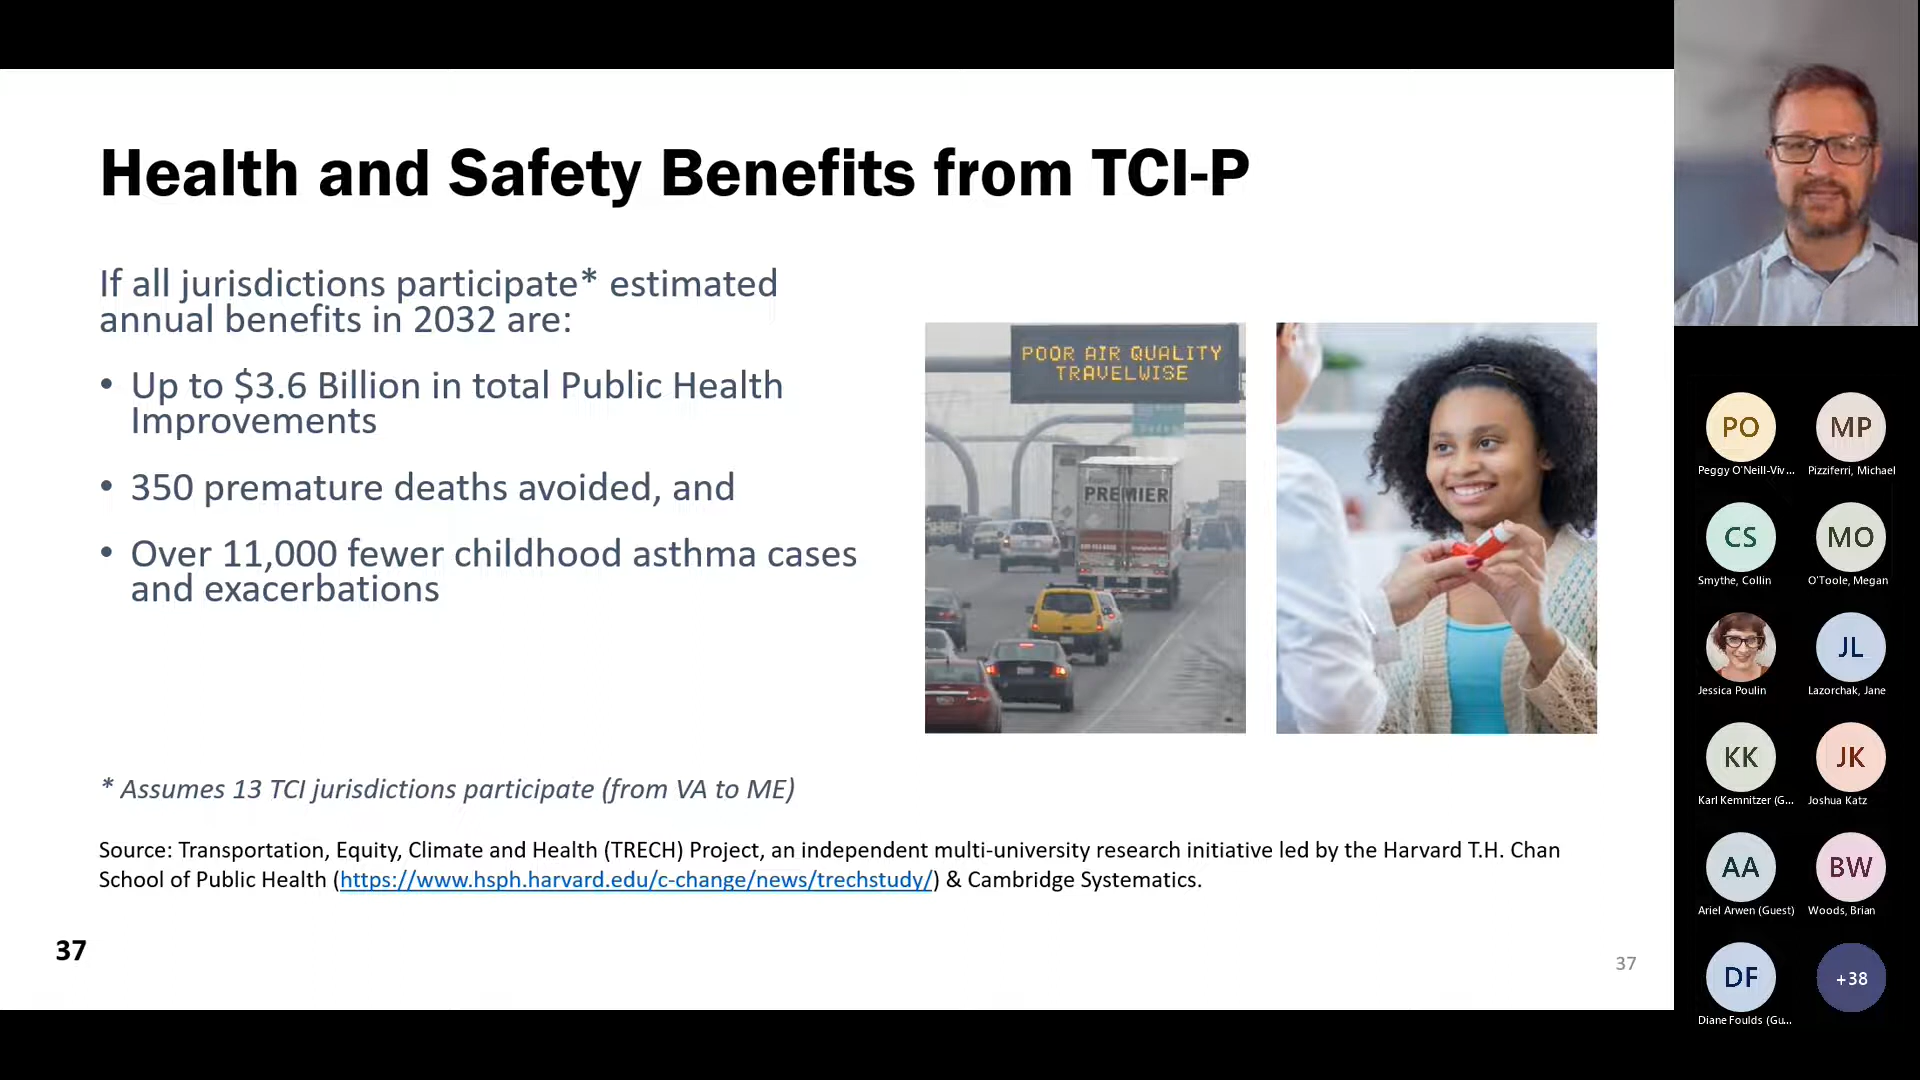 Health and Safety Benefits from TCI-P
If all jurisdictions participate* estimated
annual benefits in 2032 are:
• Up to $3.6 Billion in total Public Health
Improvements
• 350 premature deaths avoided, and
• Over 11,000 fewer childhood asthma cases
and exacerbations
POOR AIR QUALITY
TRAVELWISE
PREMIER
* Assumes 13 TCI jurisdictions participate (from VA to ME)
Source: Transportation, Equity, Climate and Health (TRECH) Project, an independent multi-university research initiative led by the Harvard T.H. Chan
School of Public Health (https://www.hsph.harvard.edu/c-change/news/trechstudy/) & Cambridge Systematics.
37
37
PO
Peggy O'Neill-Viv...
MP
Pizziferri, Michael
CS
Smythe, Collin
MO
O'Toole, Megan
Jessica Poulin
JL
Lazorchak, Jane
KK
Karl Kemnitzer (G...
JK
Joshua Katz
AA
Ariel Arwen (Guest)
BW
Woods, Brian
DF
Diane Foulds (Gu...
+38